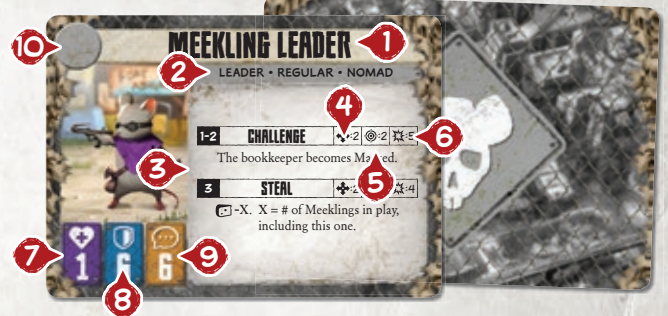 10
MEEKLING LEADER 1
2 LEADER • REGULAR • NOMAD
4
1-2 CHALLENGE :2 :2 :5 6
The bookkeeper becomes Marked.
3
5
3 STEAL :2 :4
-X. X = # of Meeklings in play,
including this one.
7 1
8
6 9